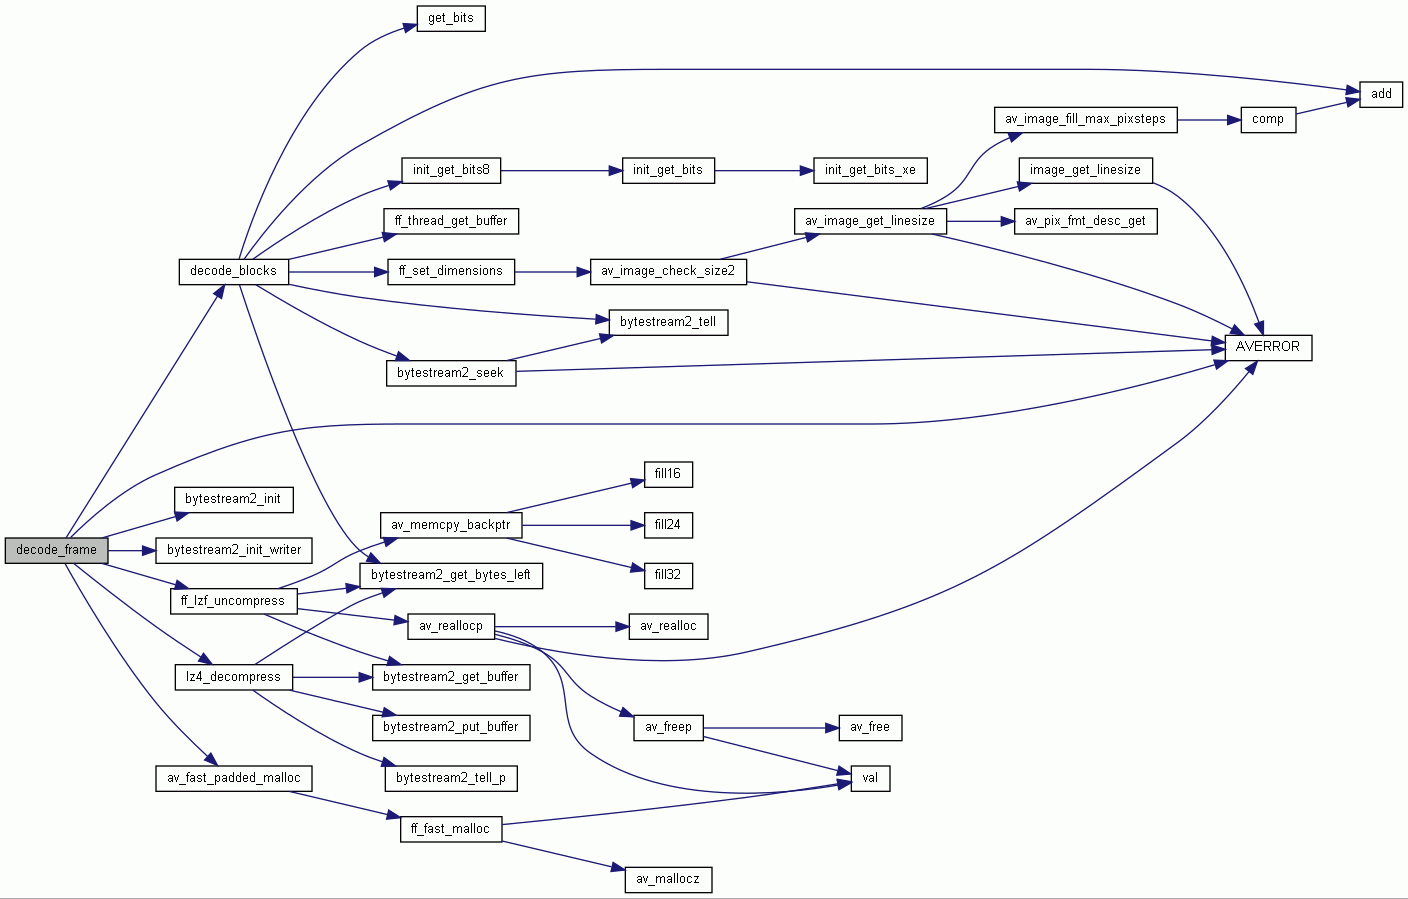 get_bits
add
av_image_fill_max_pixsteps
comp
init_get_bits8
init_get_bits
init_get_bits_xe
image_get_linesize
ff_thread_get_buffer
av_image_get_linesize
av_pix_fmt_desc_get
decode_blocks
ff_set_dimensions
av_image_check_size2
bytestream2_tell
AVERROR
bytestream2_seek
fill16
bytestream2_init
av_memcpy_backptr
fill24
decode_frame
bytestream2_init_writer
bytestream2_get_bytes_left
fill32
ff_lzf_uncompress
av_reallocp
av_realloc
lz4_decompress
bytestream2_get_buffer
bytestream2_put_buffer
av_freep
av_free
av_fast_padded_malloc
bytestream2_tell_p
val
ff_fast_malloc
av_mallocz